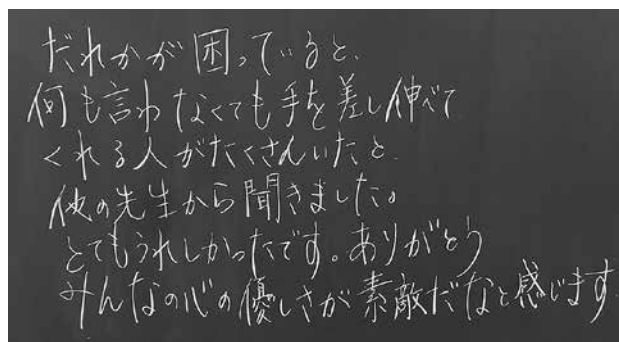 だれかが困っていると、
何も言わなくても手を差し伸べて
くれる人がたくさんいたと、
他の先生から聞きました。
とてもうれしかったです。ありがとう
みんなの心の優しさが素敵だなと感じます